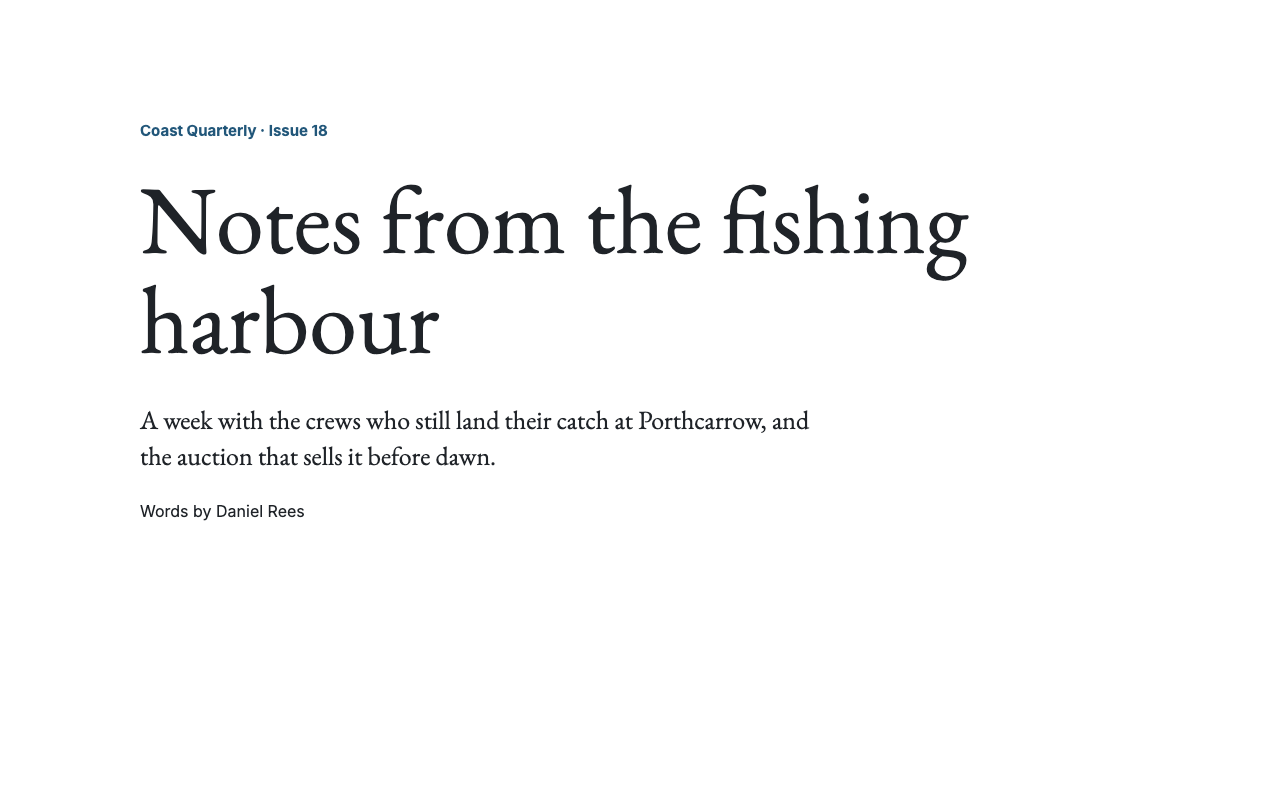 Coast Quarterly · Issue 18
Notes from the fishing
harbour
A week with the crews who still land their catch at Porthcarrow, and
the auction that sells it before dawn.
Words by Daniel Rees